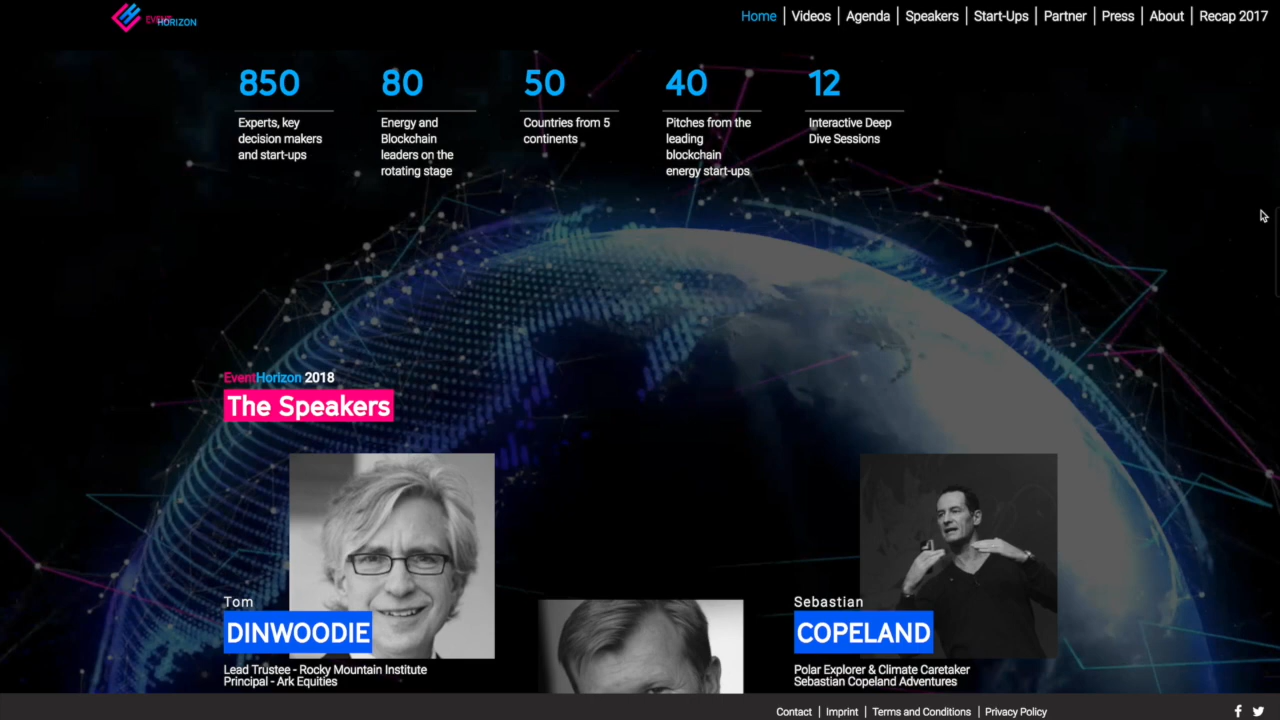 EVENT
HORIZON
Home
Videos
Agenda
Speakers
Start-Ups
Partner
Press
About
Recap 2017
850
Experts, key
decision makers
and start-ups
80
Energy and
Blockchain
leaders on the
rotating stage
50
Countries from 5
continents
40
Pitches from the
leading
blockchain
energy start-ups
12
Interactive Deep
Dive Sessions
EventHorizon 2018
The Speakers
Tom
DINWOODIE
Lead Trustee - Rocky Mountain Institute
Principal - Ark Equities
Sebastian
COPELAND
Polar Explorer & Climate Caretaker
Sebastian Copeland Adventures
Contact
Imprint
Terms and Conditions
Privacy Policy